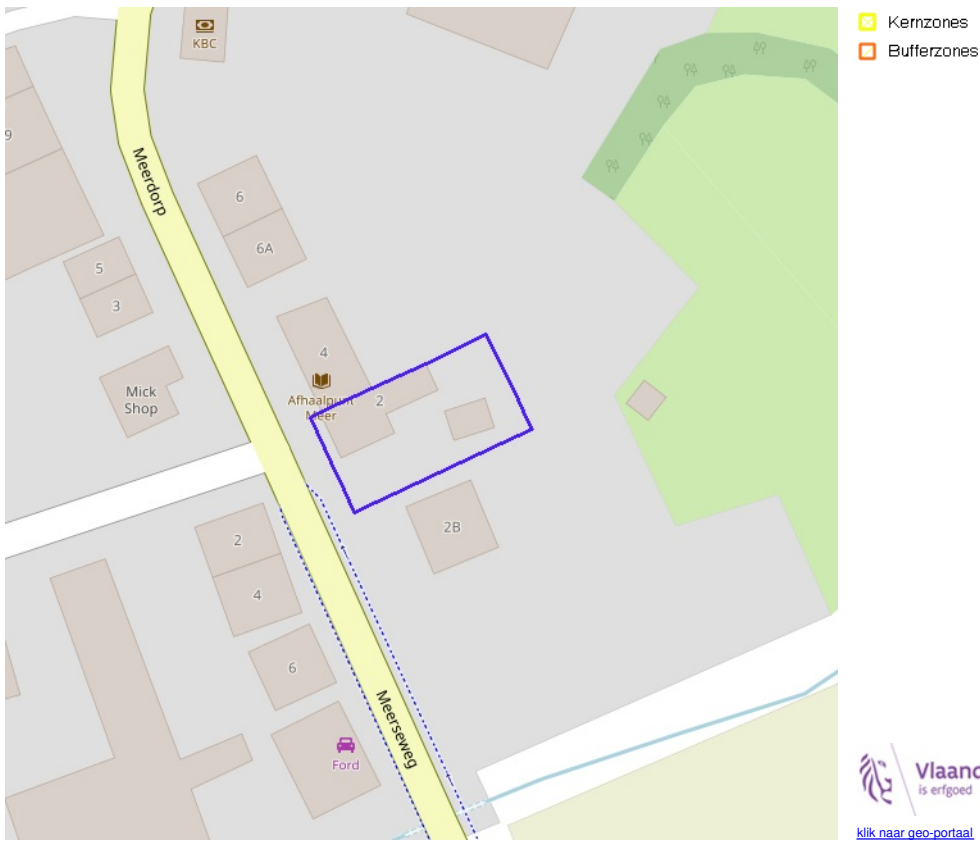 KBC
Kernzones
Bufferzones
9
Meerdorp
6
6A
5
3
4
Mick
Shop
Afhaalpunt
Meer
2
2B
2
4
6
Meerseweg
Ford
is erfgoed
klik naar geo-portaal